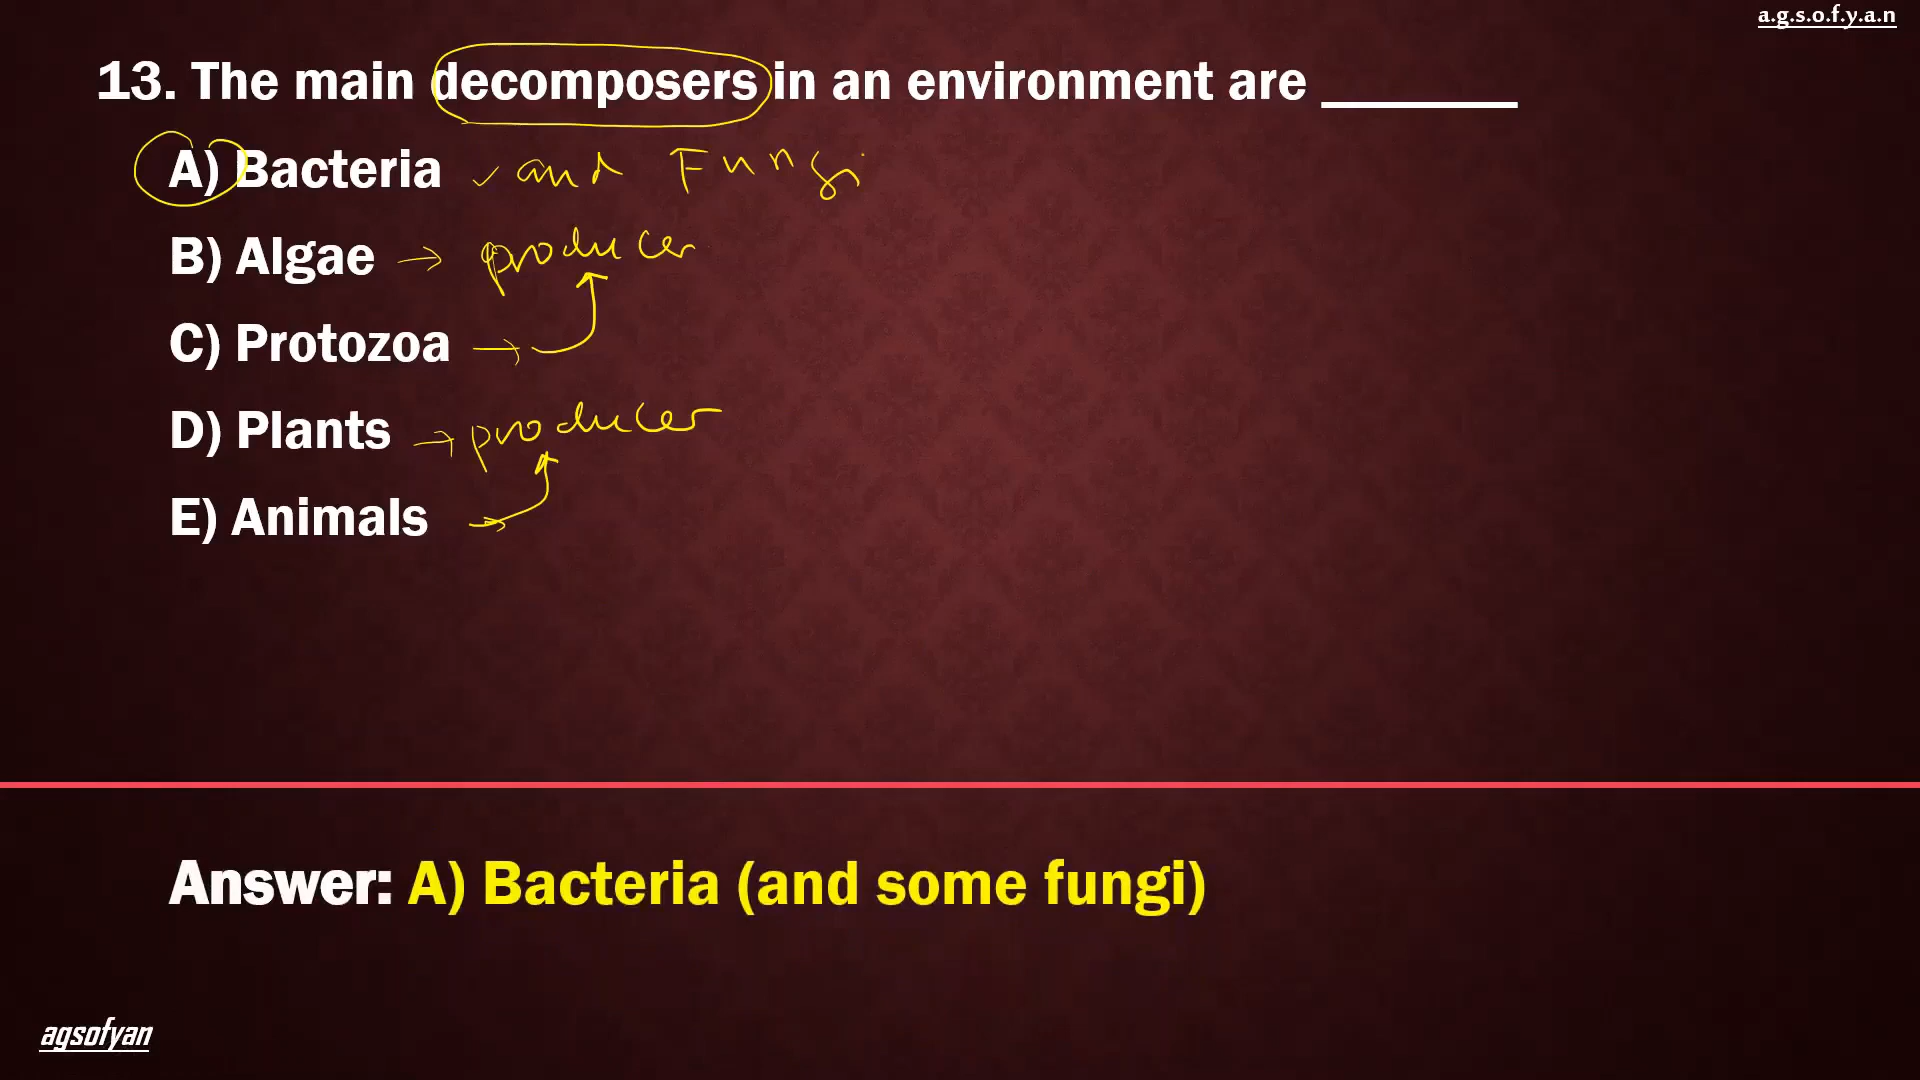 a.g.s.o.f.y.a.n
13. The main decomposers in an environment are ________
A) Bacteria ✓ and Fungi
B) Algae → producer
C) Protozoa →
D) Plants → producer
E) Animals →
Answer: A) Bacteria (and some fungi)
agsofyan